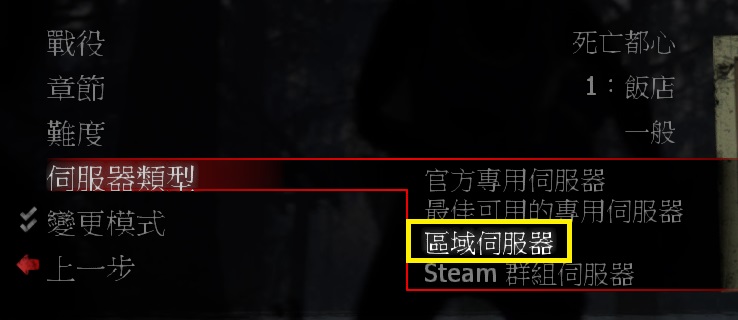 戰役 死亡都心
章節 1：飯店
難度 一般
伺服器類型
官方專用伺服器
最佳可用的專用伺服器
區域伺服器
Steam 群組伺服器
變更模式
上一步